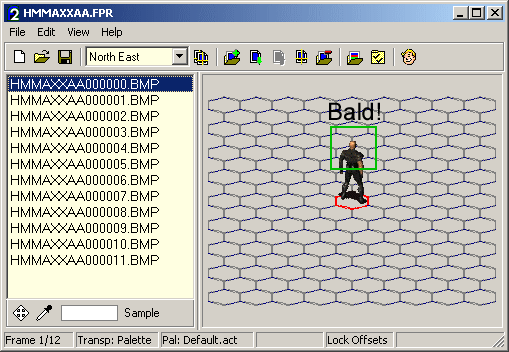 2 HMMAXXAA.FPR
File Edit View Help
North East
HMMAXXAA000000.BMP
HMMAXXAA000001.BMP
HMMAXXAA000002.BMP
HMMAXXAA000003.BMP
HMMAXXAA000004.BMP
HMMAXXAA000005.BMP
HMMAXXAA000006.BMP
HMMAXXAA000007.BMP
HMMAXXAA000008.BMP
HMMAXXAA000009.BMP
HMMAXXAA000010.BMP
HMMAXXAA000011.BMP
Bald!
Sample
Frame 1/12 Transp: Palette Pal: Default.act Lock Offsets